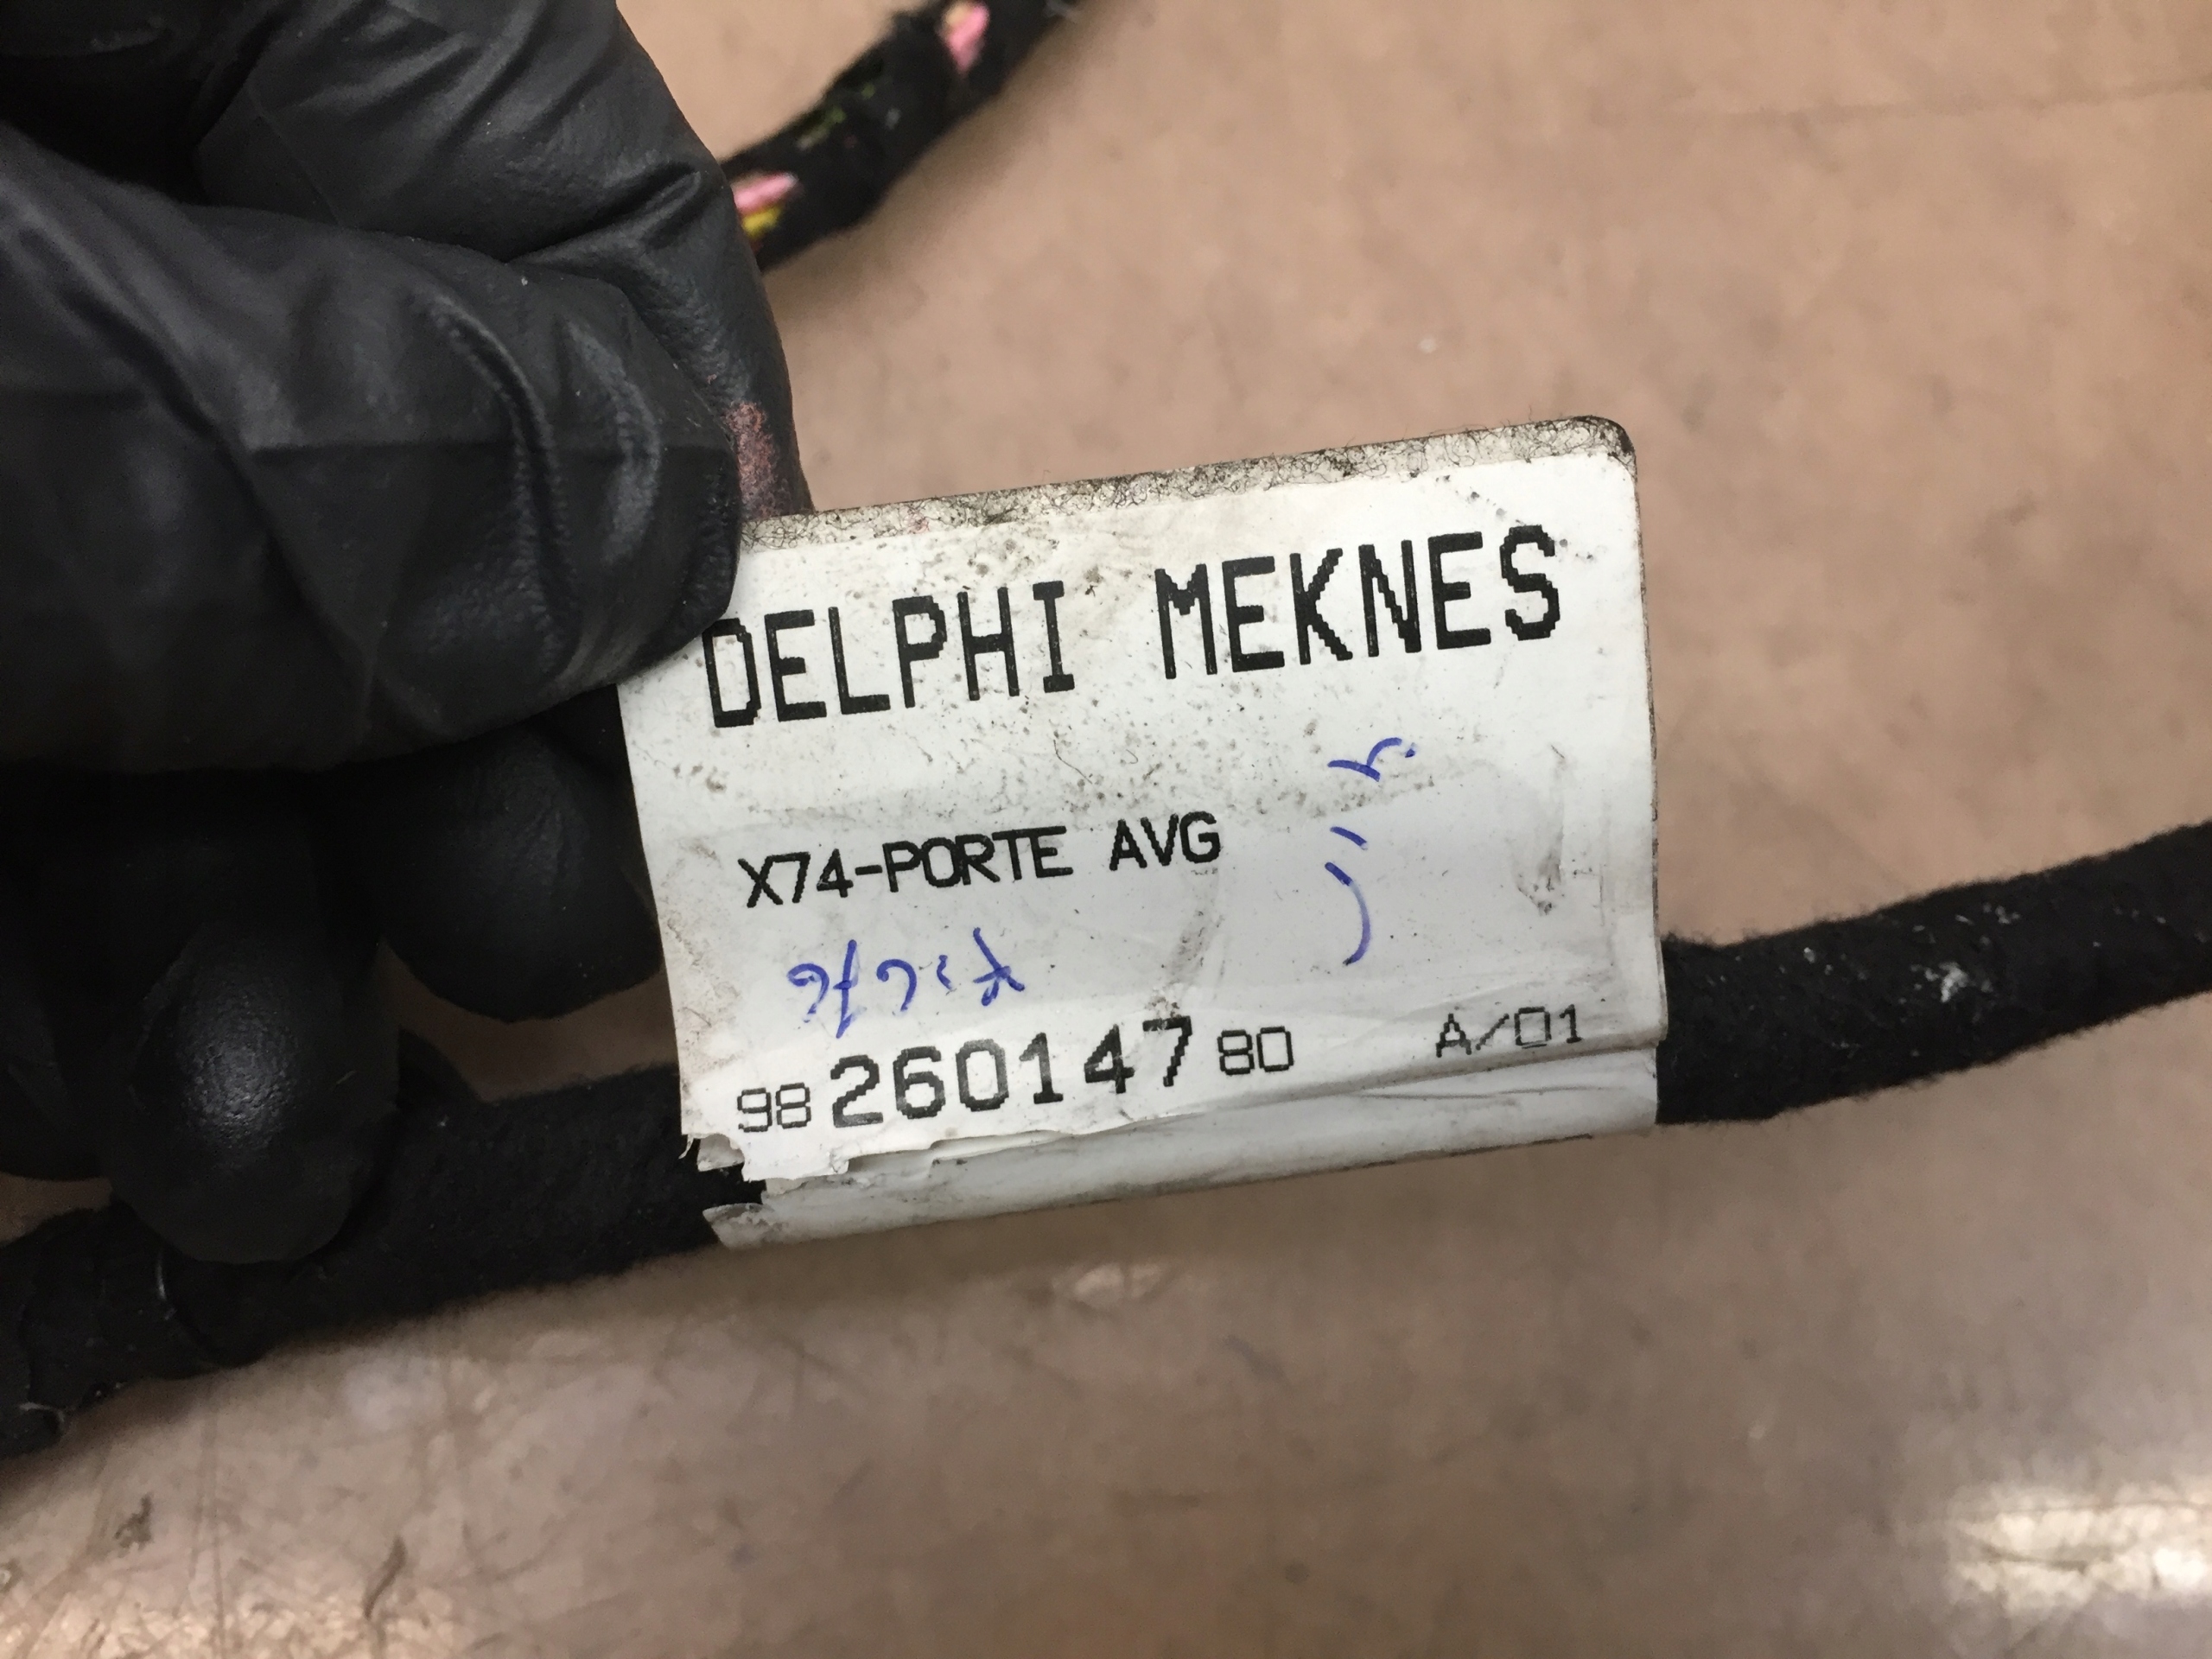 DELPHI MEKNES
X74-PORTE AVG
98 260147 80 A/01